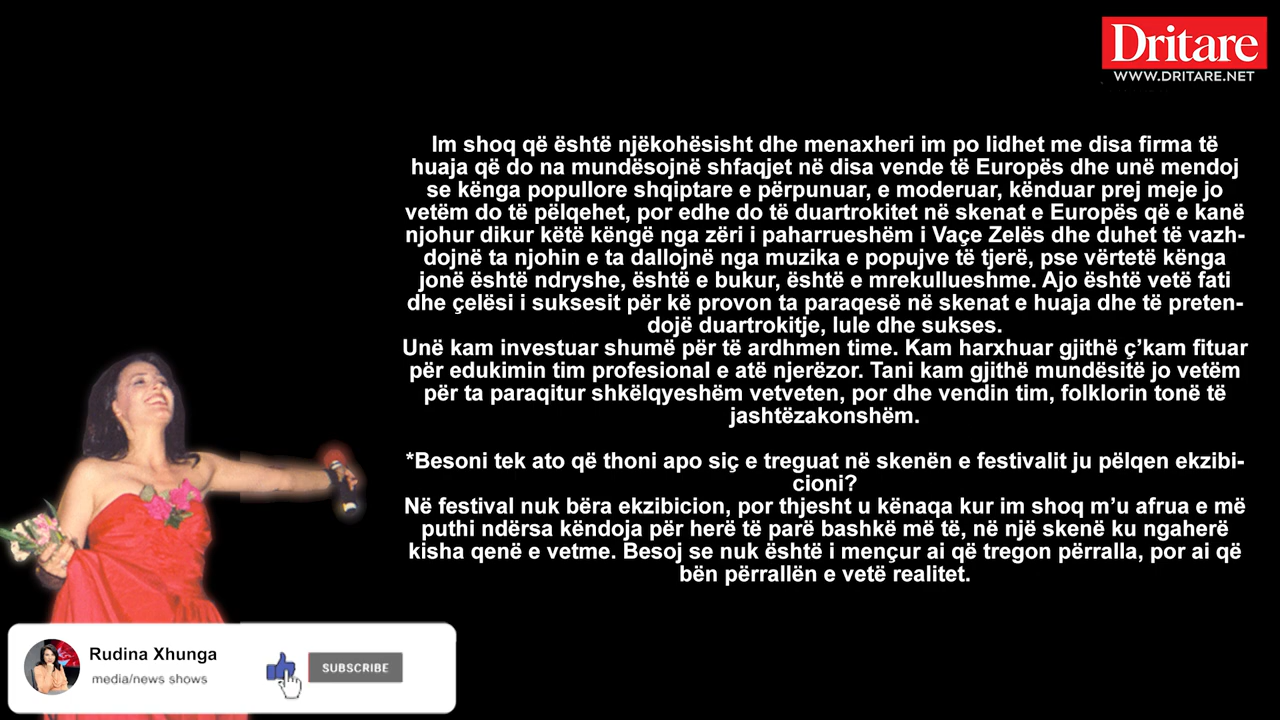 Dritare
WWW.DRITARE.NET
Im shoq që është njëkohësisht dhe menaxheri im po lidhet me disa firma të
huaja që do na mundësojnë shfaqjet në disa vende të Europës dhe unë mendoj
se kënga popullore shqiptare e përpunuar, e moderuar, kënduar prej meje jo
vetëm do të pëlqehet, por edhe do të duartrokitet në skenat e Europës që e kanë
njohur dikur këtë këngë nga zëri i paharrueshëm i Vaçe Zelës dhe duhet të vazh-
dojnë ta njohin e ta dallojnë nga muzika e popujve të tjerë, pse vërtetë kënga
jonë është ndryshe, është e bukur, është e mrekullueshme. Ajo është vetë fati
dhe çelësi i suksesit për kë provon ta paraqesë në skenat e huaja dhe të preten-
dojë duartrokitje, lule dhe sukses.
Unë kam investuar shumë për të ardhmen time. Kam harxhuar gjithë ç’kam fituar
për edukimin tim profesional e atë njerëzor. Tani kam gjithë mundësitë jo vetëm
për ta paraqitur shkëlqyeshëm vetveten, por dhe vendin tim, folklorin tonë të
jashtëzakonshëm.
*Besoni tek ato që thoni apo siç e treguat në skenën e festivalit ju pëlqen ekzibi-
cioni?
Në festival nuk bëra ekzibicion, por thjesht u kënaqa kur im shoq m’u afrua e më
puthi ndërsa këndoja për herë të parë bashkë më të, në një skenë ku ngaherë
kisha qenë e vetme. Besoj se nuk është i mençur ai që tregon përralla, por ai që
bën përrallën e vetë realitet.
Rudina Xhunga
media/news shows
SUBSCRIBE